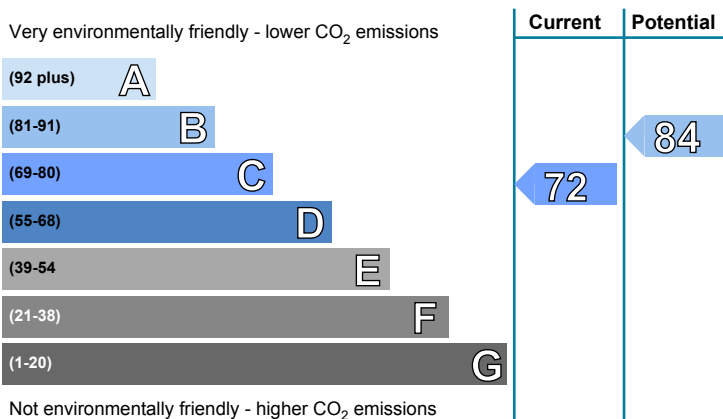 Current Potential
Very environmentally friendly - lower CO2 emissions
(92 plus) A
(81-91) B
84
(69-80) C
72
(55-68) D
(39-54 E
(21-38) F
(1-20) G
Not environmentally friendly - higher CO2 emissions